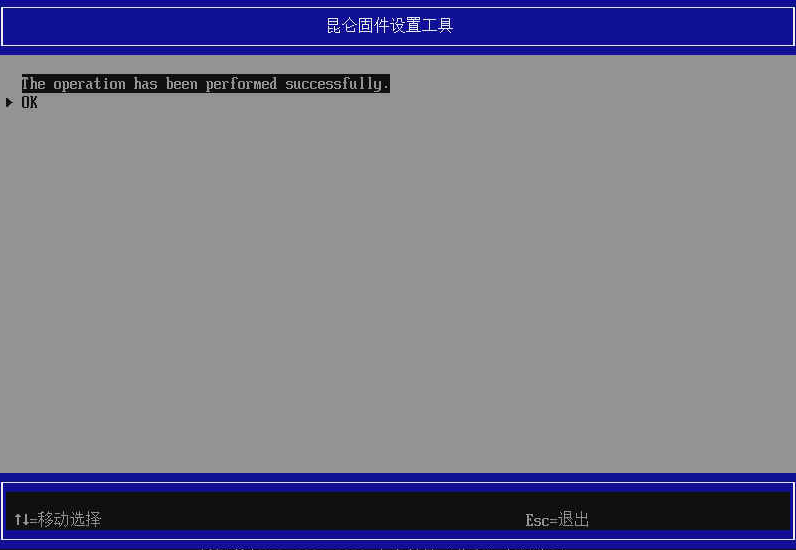 昆仑固件设置工具
The operation has been performed successfully.
OK
↑↓=移动选择
Esc=退出